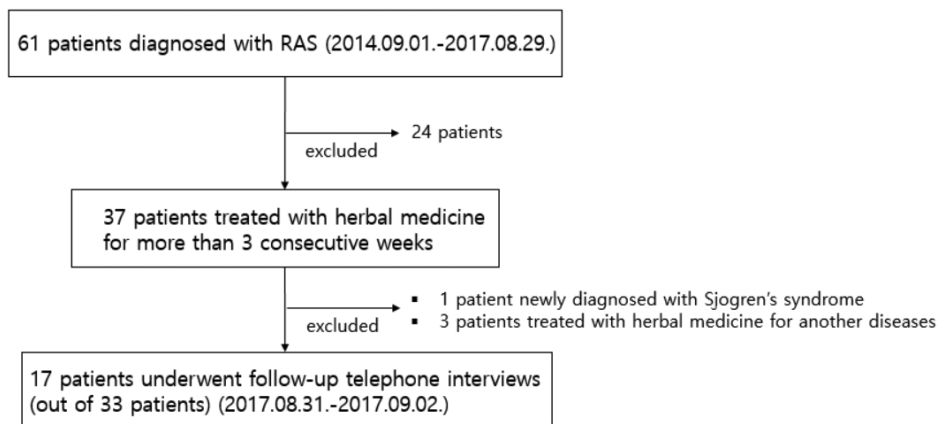 61 patients diagnosed with RAS (2014.09.01.-2017.08.29.)
24 patients
excluded
37 patients treated with herbal medicine
for more than 3 consecutive weeks
▪ 1 patient newly diagnosed with Sjogren's syndrome
▪ 3 patients treated with herbal medicine for another diseases
excluded
17 patients underwent follow-up telephone interviews
(out of 33 patients) (2017.08.31.-2017.09.02.)